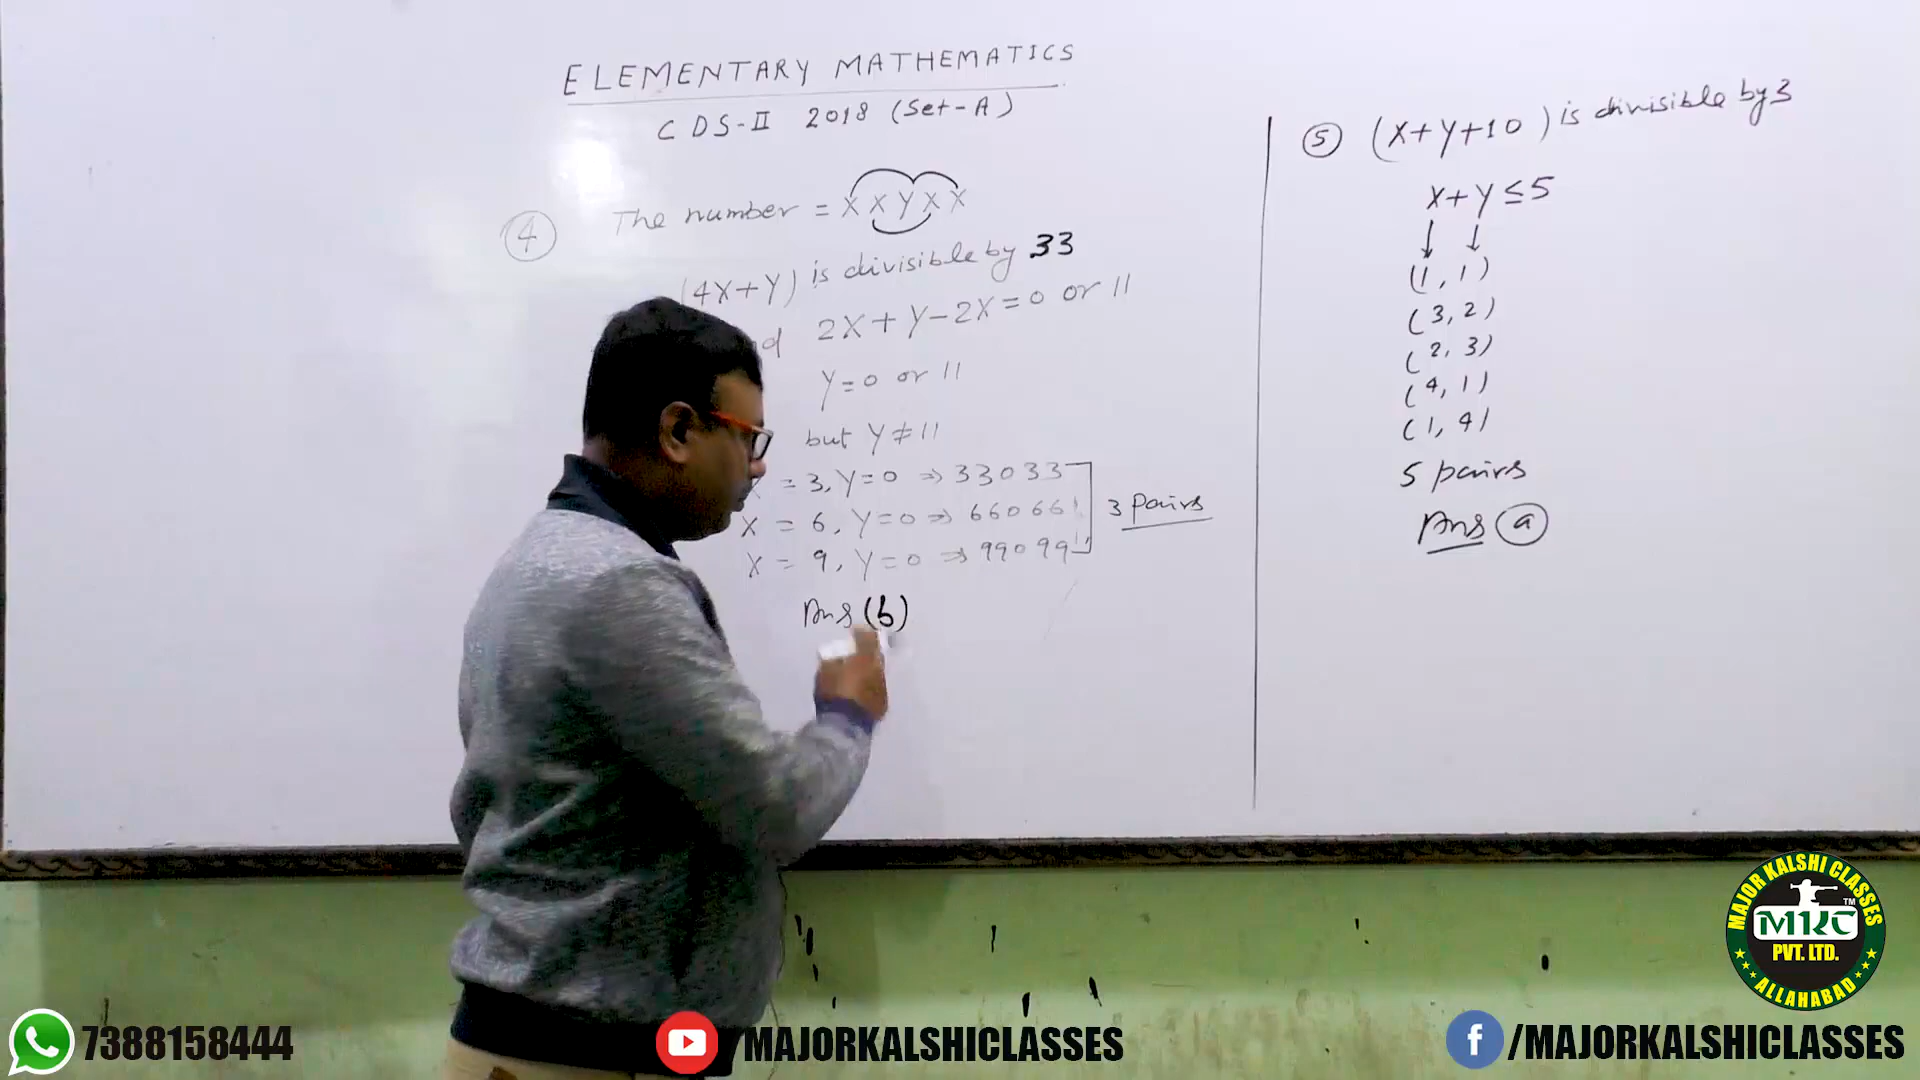 ELEMENTARY MATHEMATICS
CDS-II 2018 (Set-A)
④ The number = XXYXX
(4X+Y) is divisible by 33
2X+Y-2X=0 or 11
Y=0 or 11
but Y≠11
= 3, Y=0 ⇒ 33033
X = 6, Y=0 ⇒ 66066
X = 9, Y=0 ⇒ 99099
3 pairs
Ans (b)
⑤ (X+Y+10) is divisible by 3
X+Y≤5
↓ ↓
(1, 1)
(3, 2)
(2, 3)
(4, 1)
(1, 4)
5 pairs
Ans ⓐ
MAJOR KALSHI CLASSES
MKC TM
PVT. LTD.
ALLAHABAD
7388158444
/MAJORKALSHICLASSES
f /MAJORKALSHICLASSES